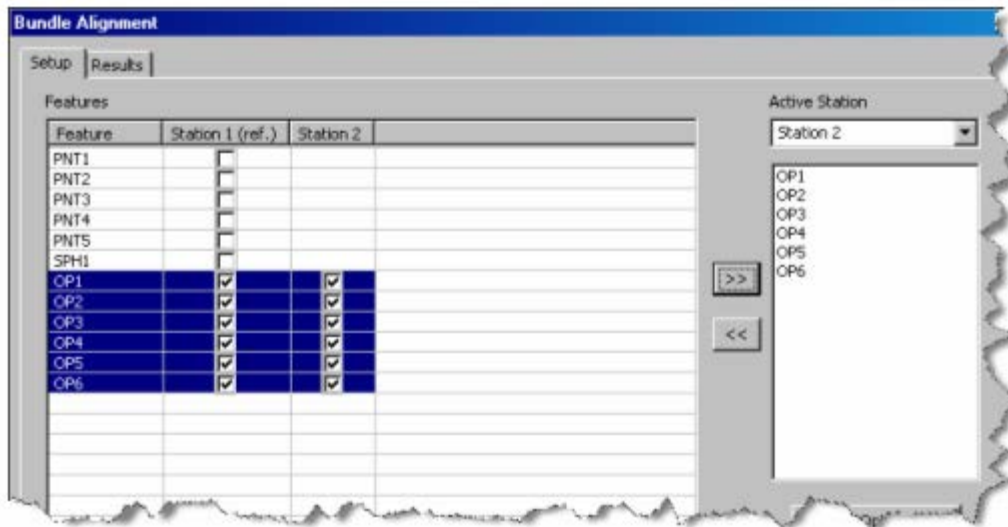 Bundle Alignment
Setup Results
Features
Feature Station 1 (ref.) Station 2
PNT1
PNT2
PNT3
PNT4
PNT5
SPH1
OP1
OP2
OP3
OP4
OP5
OP6
>>
<<
Active Station
Station 2
OP1
OP2
OP3
OP4
OP5
OP6